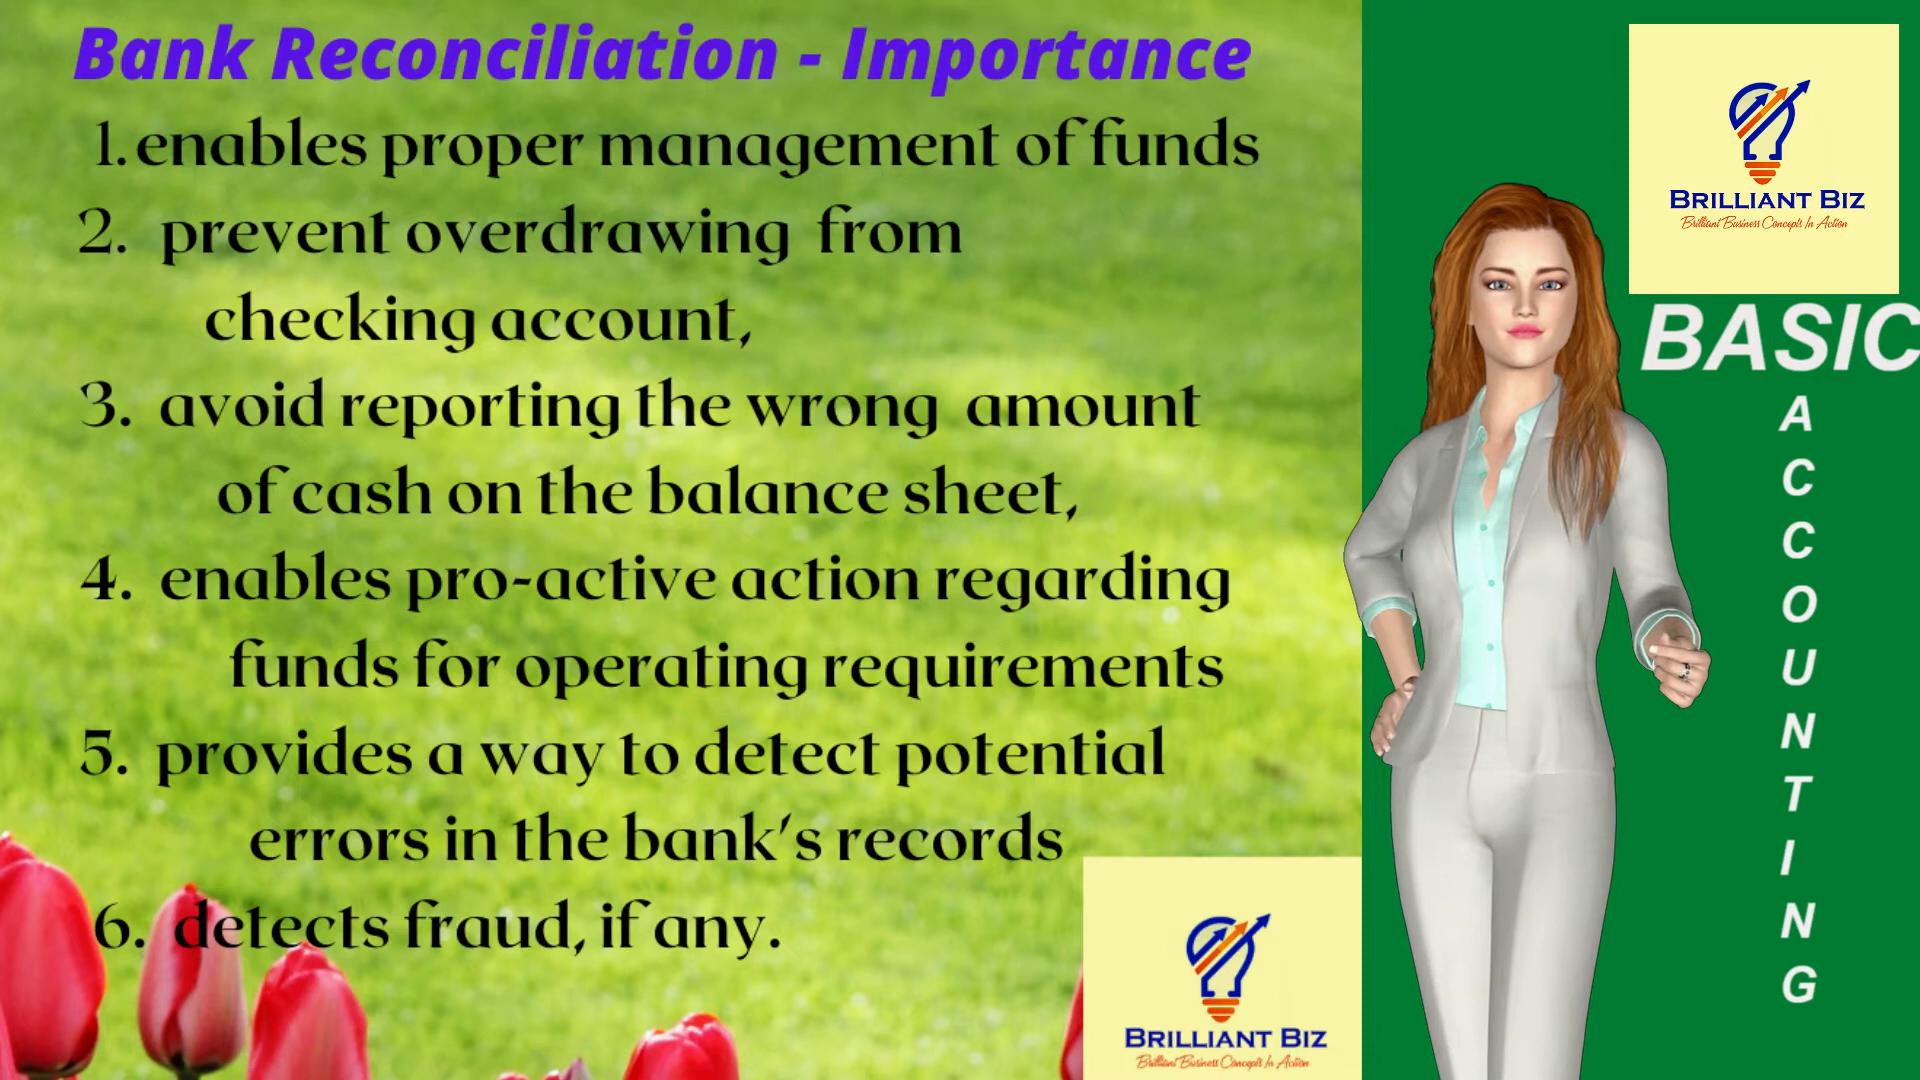 Bank Reconciliation - Importance
1. enables proper management of funds
2. prevent overdrawing from
checking account,
3. avoid reporting the wrong amount
of cash on the balance sheet,
4. enables pro-active action regarding
funds for operating requirements
5. provides a way to detect potential
errors in the bank's records
6. detects fraud, if any.
BRILLIANT BIZ
Brilliant Business Concepts In Action
BRILLIANT BIZ
Brilliant Business Concepts In Action
BASIC
A
C
C
O
U
N
T
I
N
G